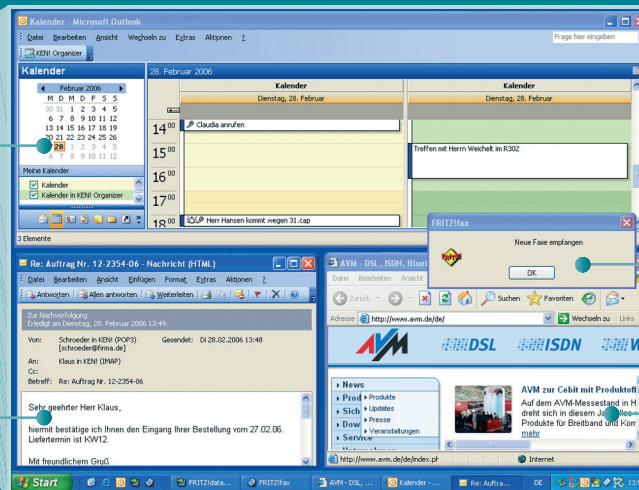 Kalender - Microsoft Outlook
Datei Bearbeiten Ansicht Wechseln zu Extras Aktionen ?
Frage hier eingeben
KEN! Organizer
Kalender
28. Februar 2006
Februar 2006
M D M D F S S
30 31 1 2 3 4 5
6 7 8 9 10 11 12
13 14 15 16 17 18 19
20 21 22 23 24 25 26
28 1 2 3 4 5
6 7 8 9 10 11 12
Meine Kalender
Kalender
Kalender in KEN! Organizer
3 Elemente
Kalender
Dienstag, 28. Februar
Kalender
Dienstag, 28. Februar
14 00 Claudia anrufen
15 00 Treffen mit Herrn Weichelt im R302
16 00
17 00
18 00 Herr Hansen kommt wegen 31.cap
FRITZ!fax
Neue Faxe empfangen
OK
Re: Auftrag Nr. 12-2354-06 - Nachricht (HTML)
Datei Bearbeiten Ansicht Einfügen Format Extras Aktionen ?
Antworten Allen antworten Weiterleiten
Zur Nachverfolgung
Erledigt am Dienstag, 28. Februar 2006 13:49.
Von: Schroeder in KEN! (POP3) Gesendet: Di 28.02.2006 13:48
[schroeder@firma.de]
An: Klaus in KEN! (IMAP)
Cc:
Betreff: Re: Auftrag Nr. 12-2354-06
Sehr geehrter Herr Klaus,
hiermit bestätige ich Ihnen den Eingang Ihrer Bestellung vom 27.02.06.
Liefertermin ist KW12.
Mit freundlichem Gruß
AVM - DSL, ISDN, Bluet
Datei Bearbeiten Ansicht
Zurück Suchen Favoriten
Adresse http://www.avm.de/de/ Wechseln zu Links
AVM DSL ISDN W
News
Prod
Sich
Dow
Service
Produkte
Updates
Presse
Veranstaltungen
AVM zur Cebit mit Produktoff
Auf dem AVM-Messestand in H
dreht sich in diesem
Produkte für Breitband und Kom
mehr
http://www.avm.de/de/index.ph Internet
Start FRITZ!data... FRITZ!fax AVM - DSL, ... Kalender - ... Re: Auftra... DE 13: